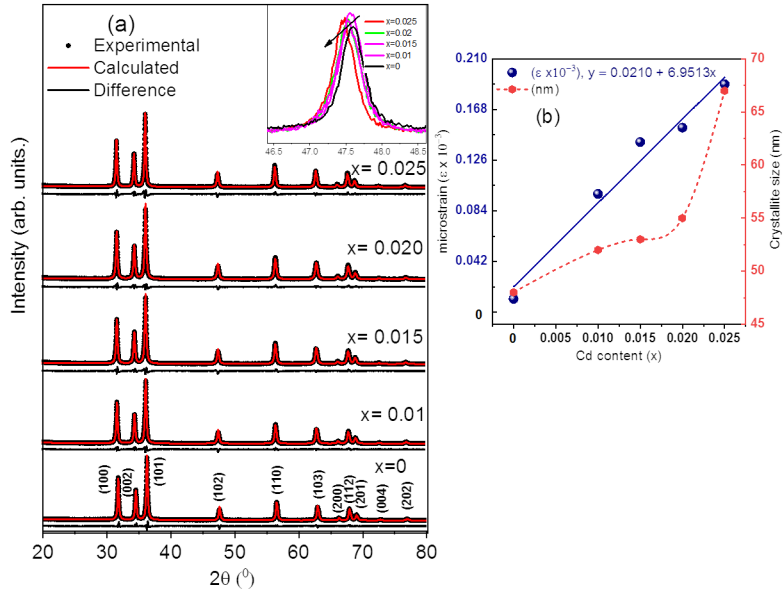 (a)
Experimental
Calculated
Difference
x=0.025
x=0.02
x=0.015
x=0.01
x=0
46.5 47.0 47.5 48.0 48.5
x= 0.025
x= 0.020
x= 0.015
x= 0.01
x=0
(100)
(002)
(101)
(102)
(110)
(103)
(200)
(112)
(201)
(004)
(202)
Intensity (arb. units.)
20 30 40 50 60 70 80
2θ (⁰)
(b)
(ε x10⁻³), y = 0.0210 + 6.9513x
(nm)
microstrain (ε x 10⁻³)
0.210
0.168
0.126
0.084
0.042
0
0 0.005 0.010 0.015 0.020 0.025
Cd content (x)
70
65
60
55
50
45
Crystallite size (nm)